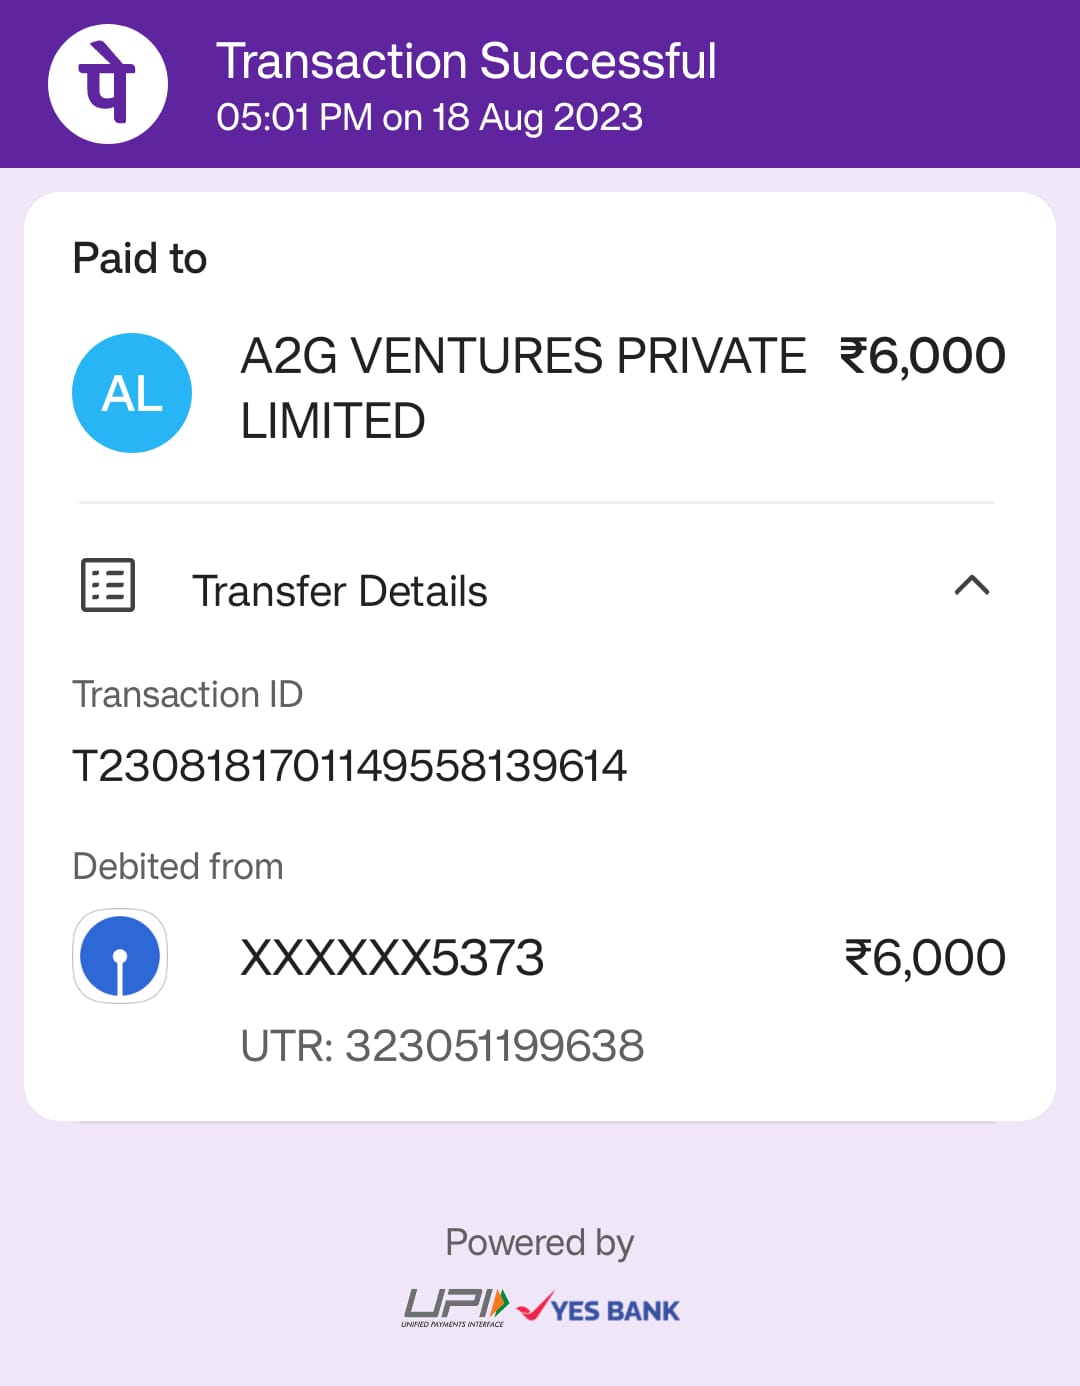 पे
Transaction Successful
05:01 PM on 18 Aug 2023
Paid to
AL
A2G VENTURES PRIVATE ₹6,000
LIMITED
Transfer Details
Transaction ID
T2308181701149558139614
Debited from
XXXXXX5373 ₹6,000
UTR: 323051199638
Powered by
UPI YES BANK
UNIFIED PAYMENTS INTERFACE